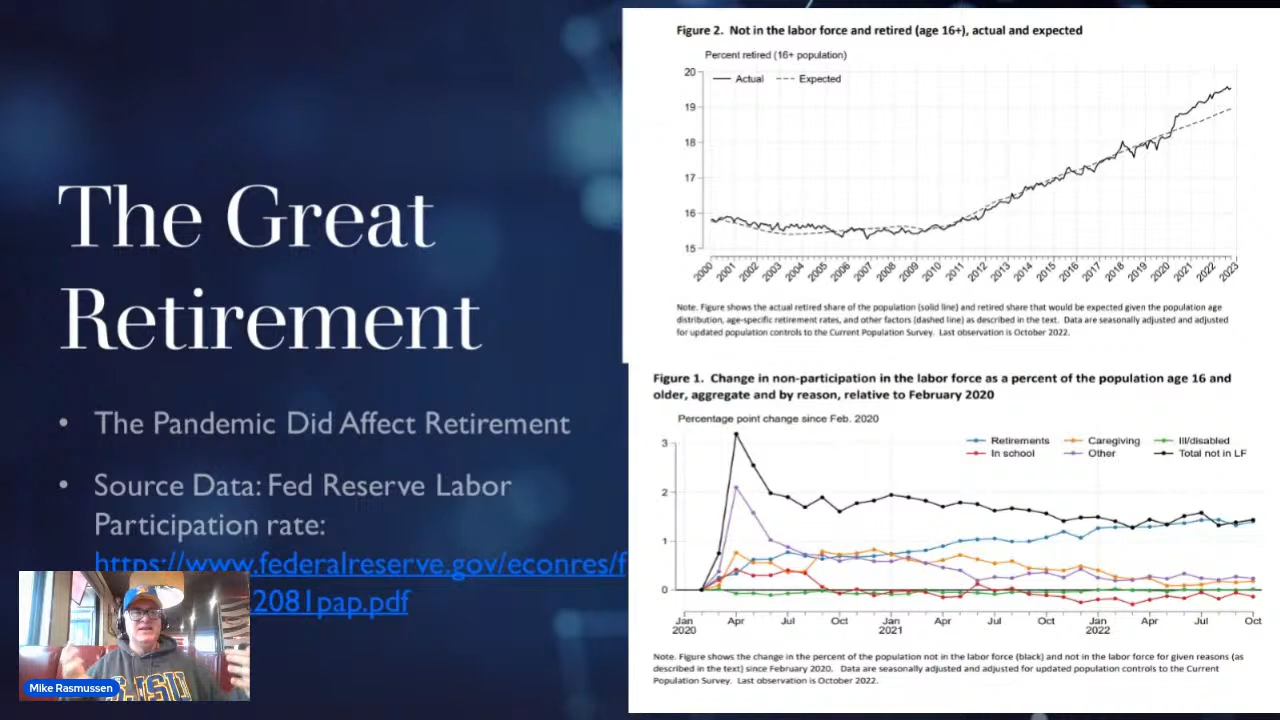 The Great
Retirement
• The Pandemic Did Affect Retirement
• Source Data: Fed Reserve Labor
Participation rate:
https://www.federalreserve.gov/econres/f
2081pap.pdf
Mike Rasmussen
Figure 2. Not in the labor force and retired (age 16+), actual and expected
Percent retired (16+ population)
Actual Expected
20
19
18
17
16
15
2000 2001 2002 2003 2004 2005 2006 2007 2008 2009 2010 2011 2012 2013 2014 2015 2016 2017 2018 2019 2020 2021 2022 2023
Note. Figure shows the actual retired share of the population (solid line) and retired share that would be expected given the population age
distribution, age-specific retirement rates, and other factors (dashed line) as described in the text. Data are seasonally adjusted and adjusted
for updated population controls to the Current Population Survey. Last observation is October 2022.
Figure 1. Change in non-participation in the labor force as a percent of the population age 16 and
older, aggregate and by reason, relative to February 2020
Percentage point change since Feb. 2020
Retirements Caregiving Ill/disabled
In school Other Total not in LF
3
2
1
0
Jan Apr Jul Oct Jan Apr Jul Oct Jan Apr Jul Oct
2020 2021 2022
Note. Figure shows the change in the percent of the population not in the labor force (black) and not in the labor force for given reasons (as
described in the text) since February 2020. Data are seasonally adjusted and adjusted for updated population controls to the Current
Population Survey. Last observation is October 2022.